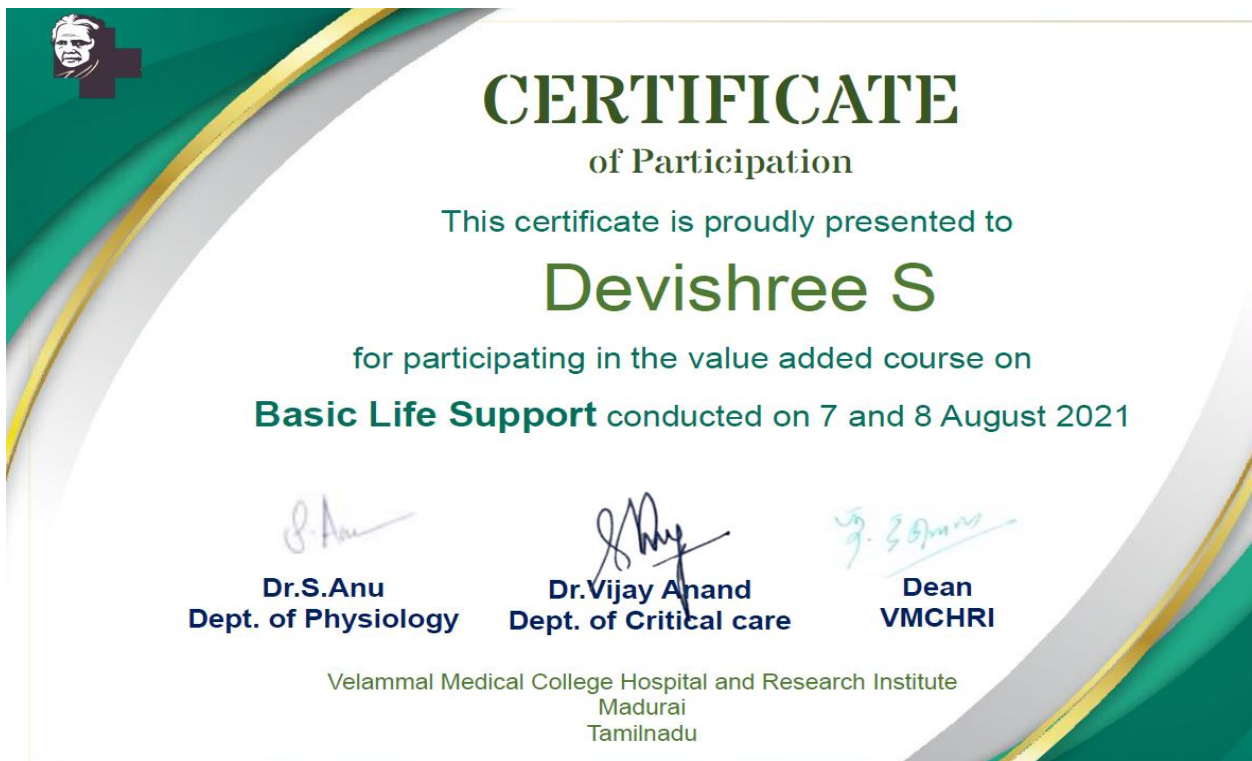 CERTIFICATE
of Participation
This certificate is proudly presented to
Devishree S
for participating in the value added course on
Basic Life Support conducted on 7 and 8 August 2021
S. Anu
Dr.S.Anu
Dept. of Physiology
Dr.Vijay Anand
Dept. of Critical care
Dean
VMCHRI
Velammal Medical College Hospital and Research Institute
Madurai
Tamilnadu